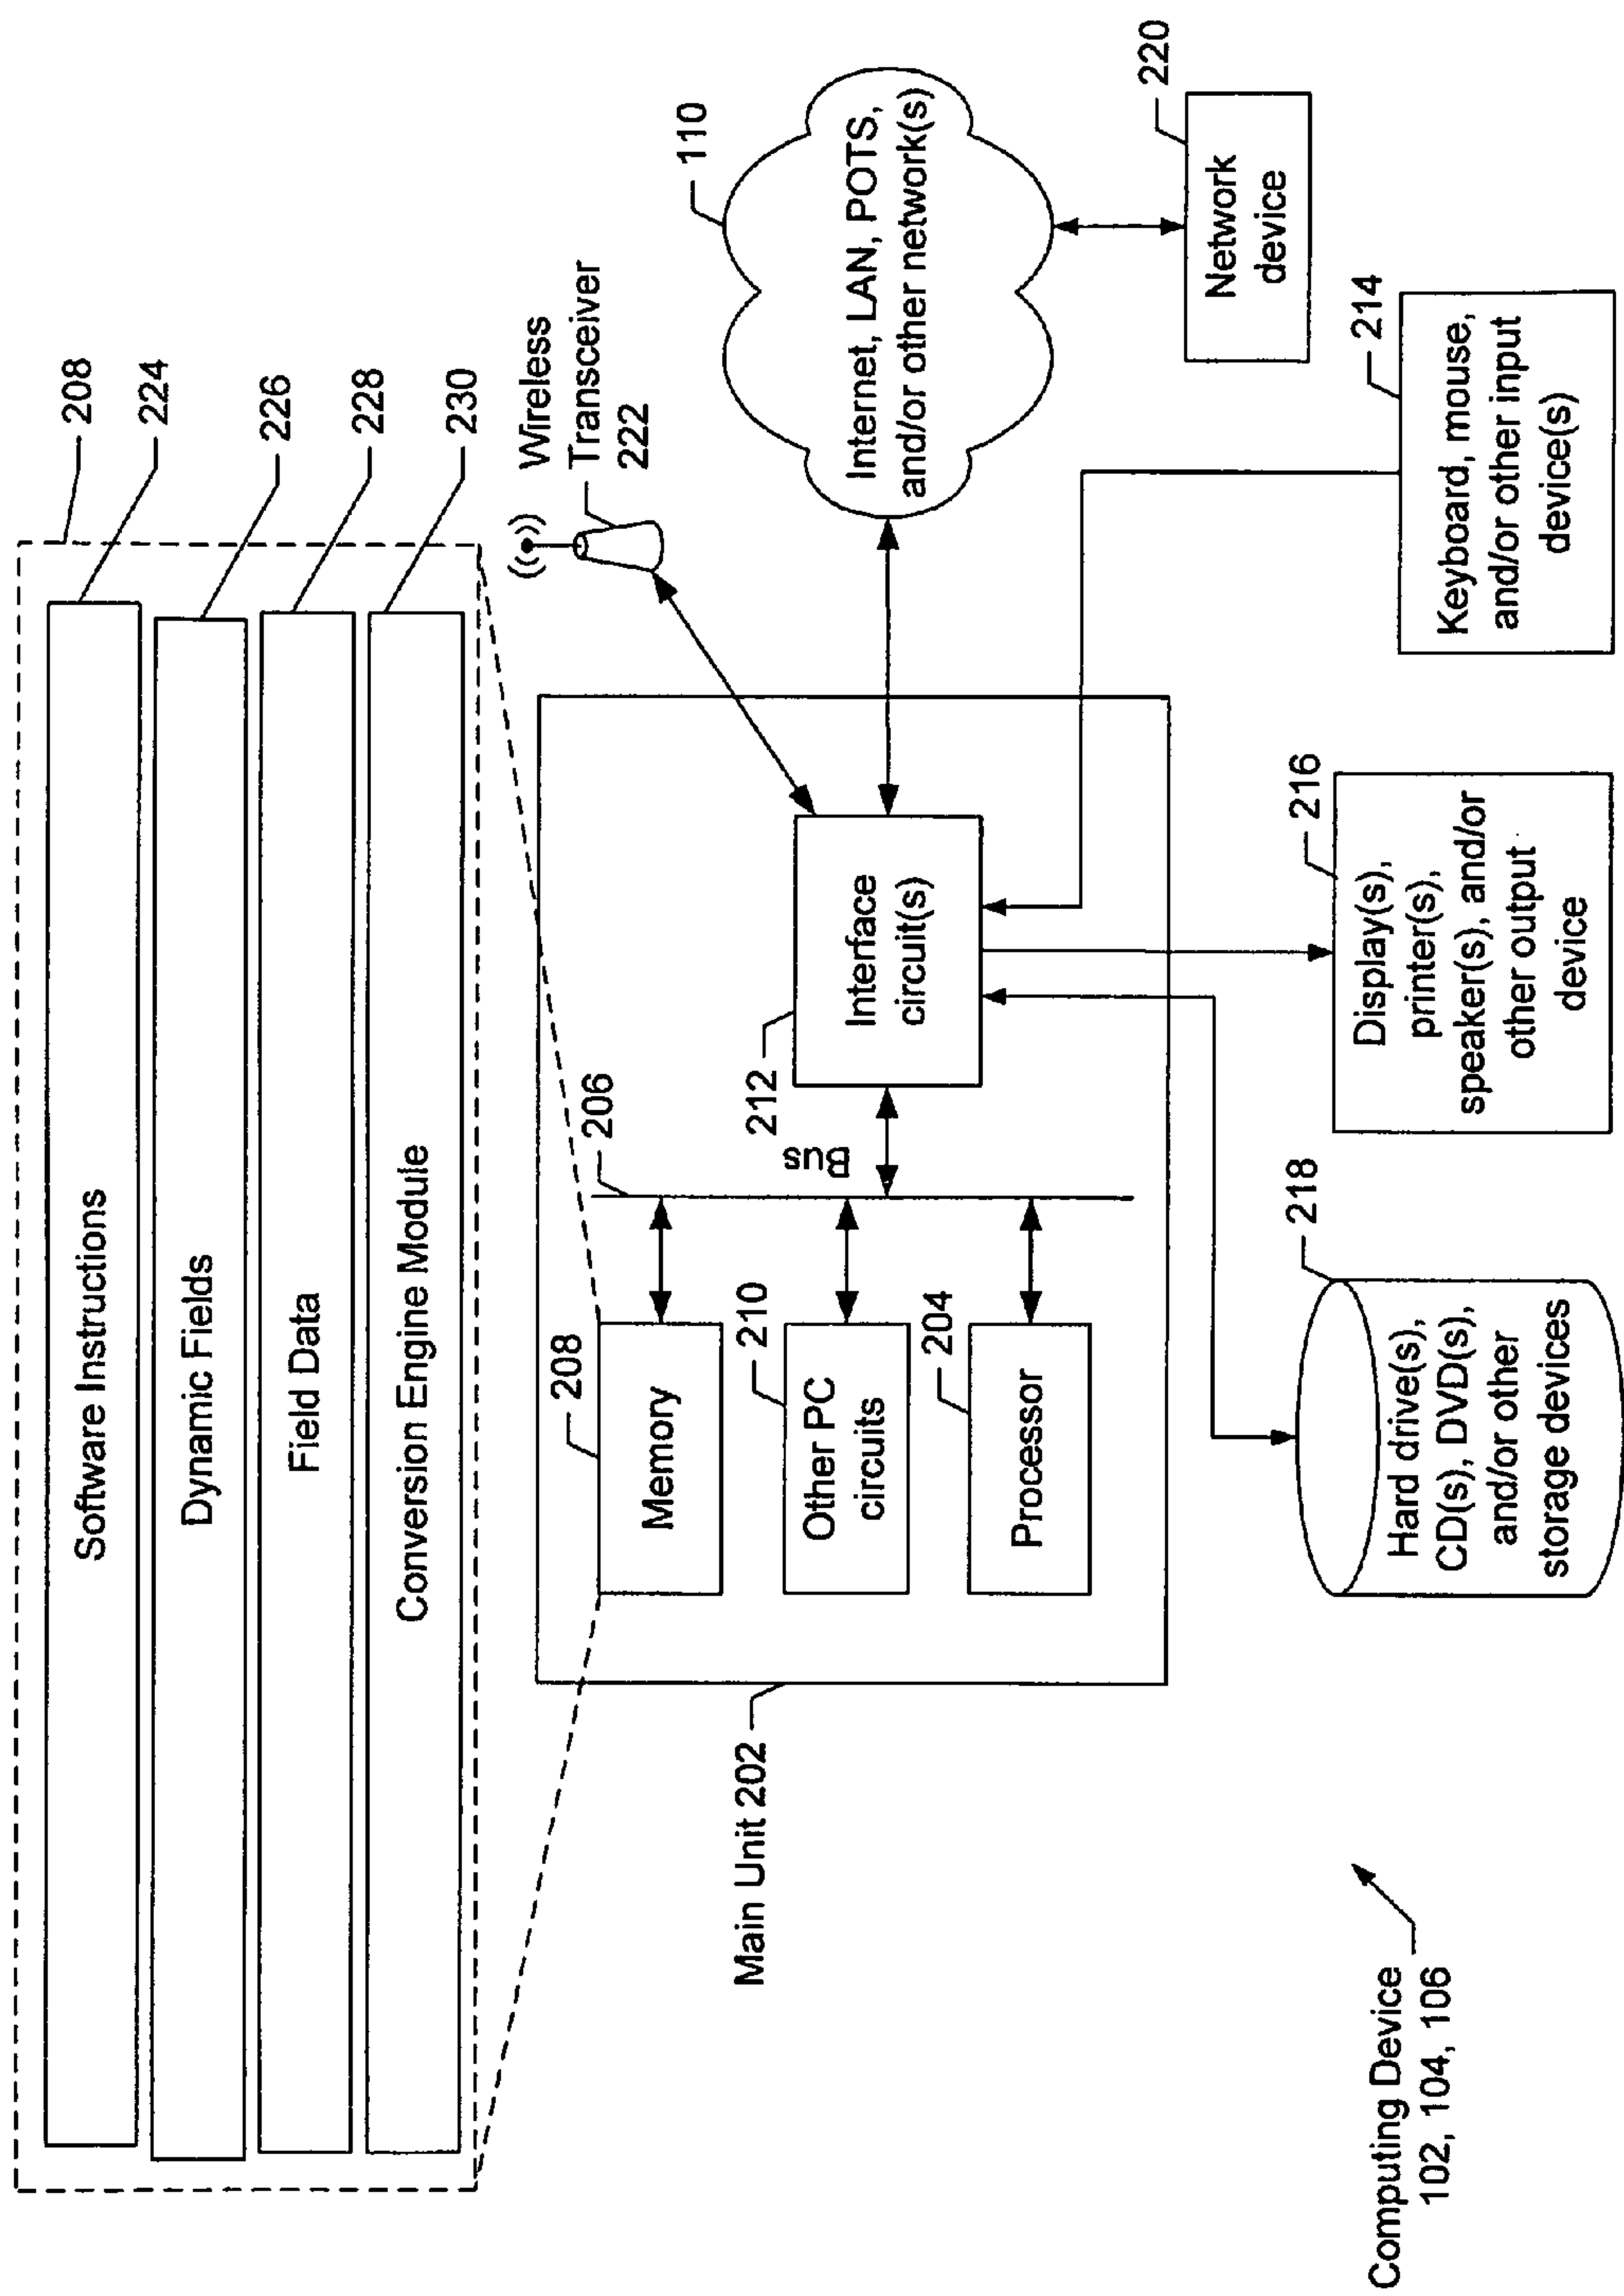 208
Software Instructions
224
Dynamic Fields
226
Field Data
228
Conversion Engine Module
230
Wireless
Transceiver
222
Main Unit 202
208
Memory
210
Other PC
circuits
204
Processor
206
Bus
212
Interface
circuit(s)
110
Internet, LAN, POTS,
and/or other network(s)
220
Network
device
218
Hard drive(s),
CD(s), DVD(s),
and/or other
storage devices
216
Display(s),
printer(s),
speaker(s), and/or
other output
device
214
Keyboard, mouse,
and/or other input
device(s)
Computing Device
102, 104, 106